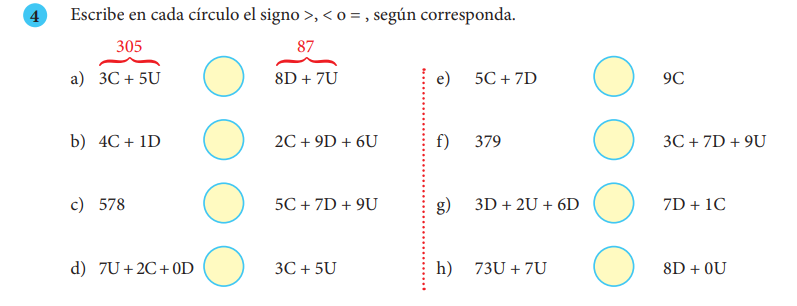 4 Escribe en cada círculo el signo >, < o = , según corresponda.
305 87
a) 3C + 5U 8D + 7U
b) 4C + 1D 2C + 9D + 6U
c) 578 5C + 7D + 9U
d) 7U + 2C + 0D 3C + 5U
e) 5C + 7D 9C
f) 379 3C + 7D + 9U
g) 3D + 2U + 6D 7D + 1C
h) 73U + 7U 8D + 0U